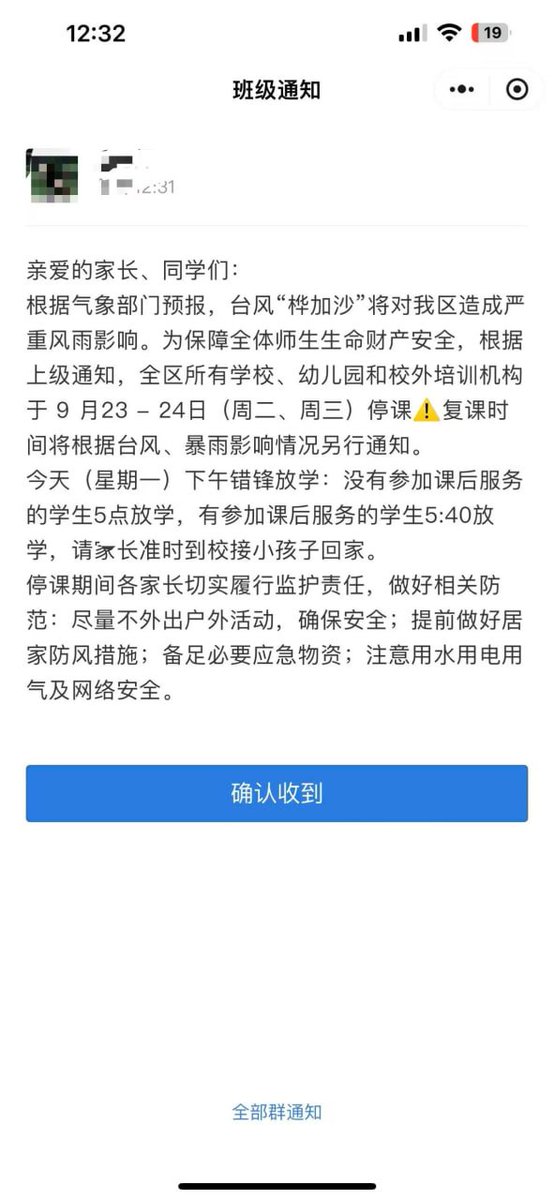 12:32
19
班级通知
12:31
亲爱的家长、同学们：
根据气象部门预报，台风“桦加沙”将对我区造成严
重风雨影响。为保障全体师生生命财产安全，根据
上级通知，全区所有学校、幼儿园和校外培训机构
于 9 月23 – 24日（周二、周三）停课⚠️复课时
间将根据台风、暴雨影响情况另行通知。
今天（星期一）下午错锋放学：没有参加课后服务
的学生5点放学，有参加课后服务的学生5:40放
学，请家长准时到校接小孩子回家。
停课期间各家长切实履行监护责任，做好相关防
范：尽量不外出户外活动，确保安全；提前做好居
家防风措施；备足必要应急物资；注意用水用电用
气及网络安全。
确认收到
全部群通知